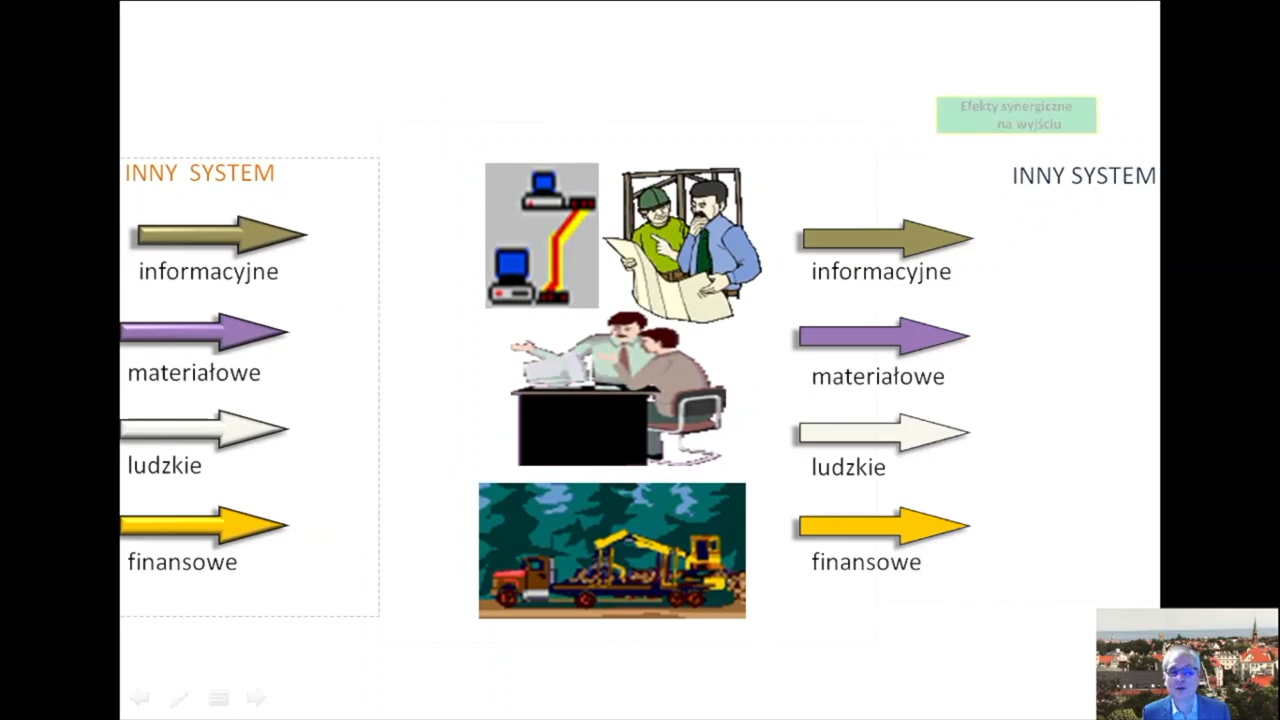 Efekty synergiczne
na wyjściu
INNY SYSTEM
informacyjne
materiałowe
ludzkie
finansowe
INNY SYSTEM
informacyjne
materiałowe
ludzkie
finansowe